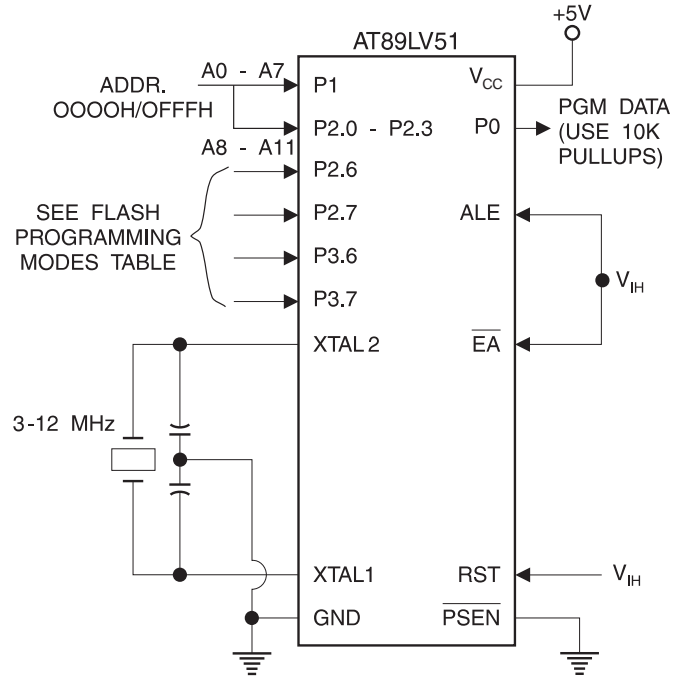 +5V
AT89LV51
A0 - A7
ADDR.
OOOOH/OFFFH
P1
VCC
PGM DATA
(USE 10K
PULLUPS)
P2.0 - P2.3
P0
A8 - A11
P2.6
SEE FLASH
PROGRAMMING
MODES TABLE
P2.7
ALE
P3.6
VIH
P3.7
XTAL 2
EA
3-12 MHz
XTAL1
RST
VIH
GND
PSEN